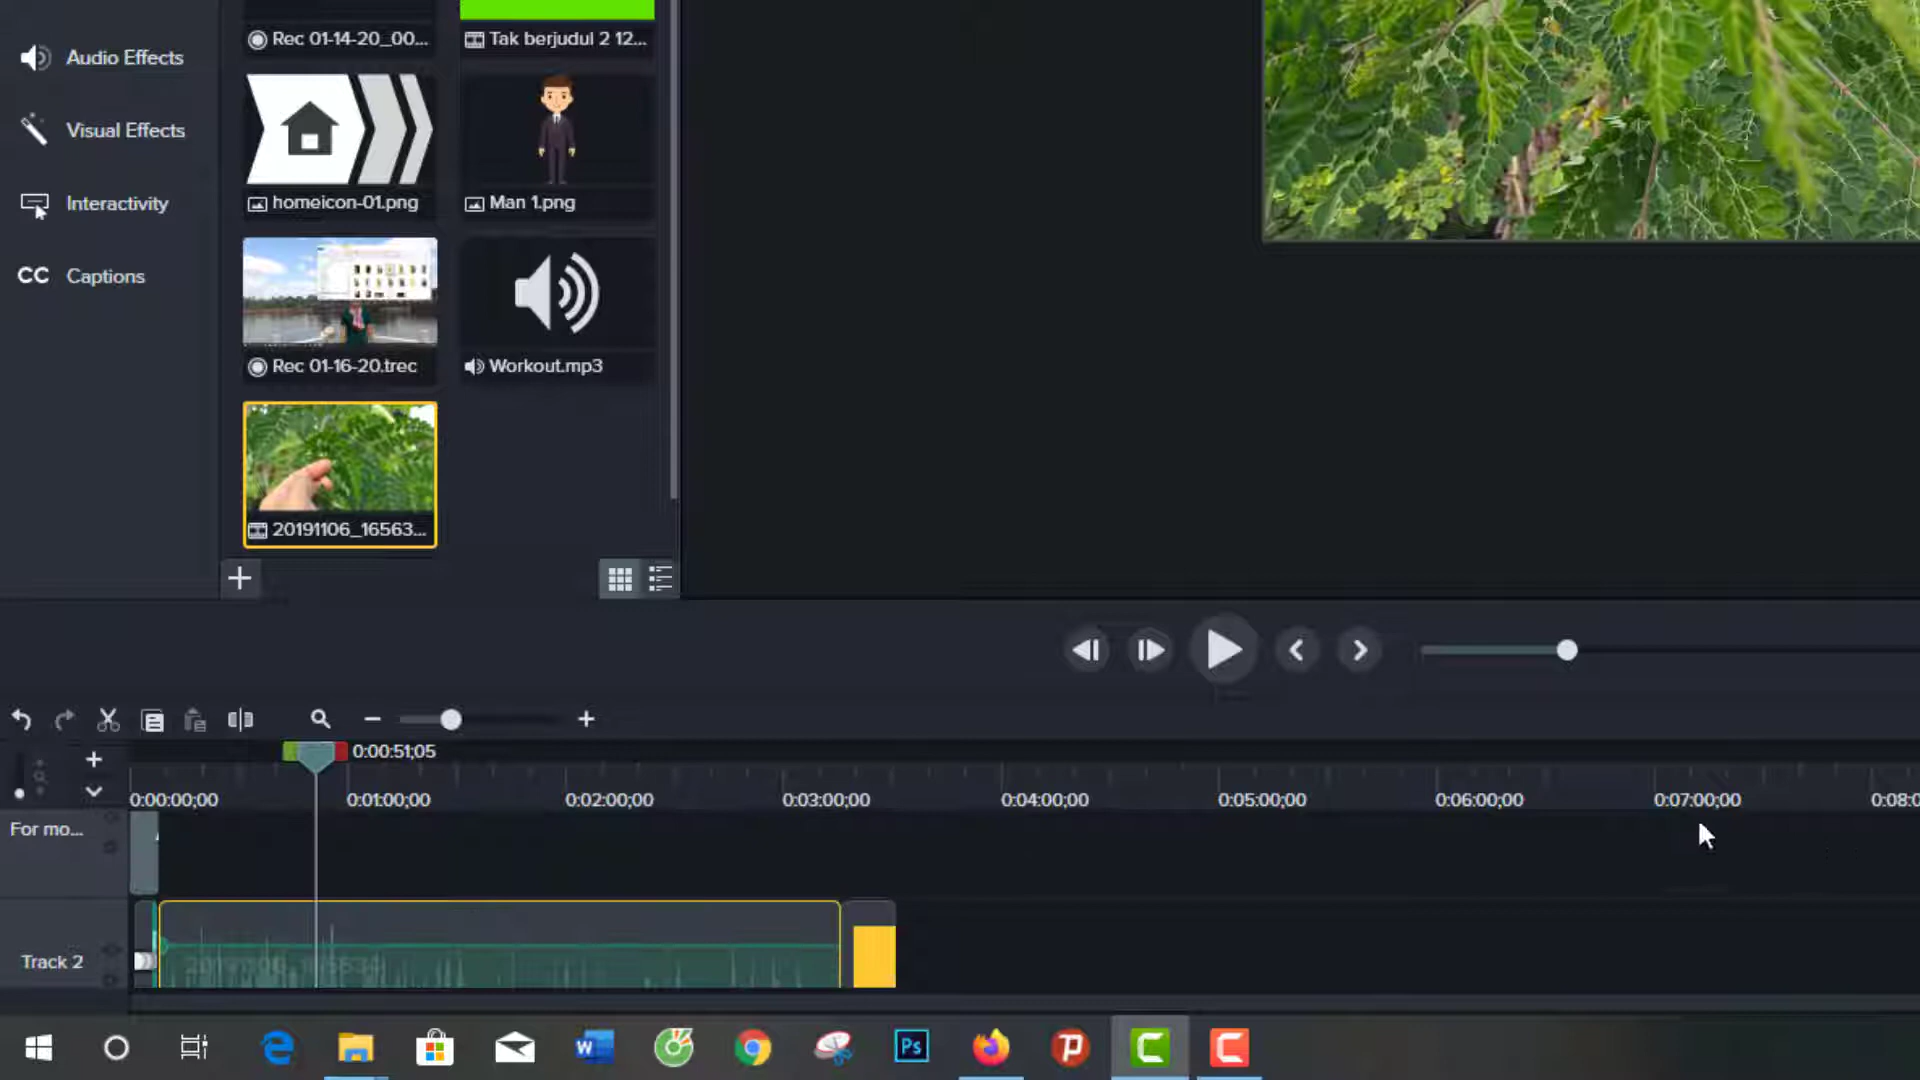 Audio Effects
Visual Effects
Interactivity
CC Captions
Rec 01-14-20_00...
Tak berjudul 2 12...
homeicon-01.png
Man 1.png
Rec 01-16-20.trec
Workout.mp3
20191106_16563...
0:00:51;05
0:00:00;00
0:01:00;00
0:02:00;00
0:03:00;00
0:04:00;00
0:05:00;00
0:06:00;00
0:07:00;00
0:08:0
For mo...
Track 2
W
Ps